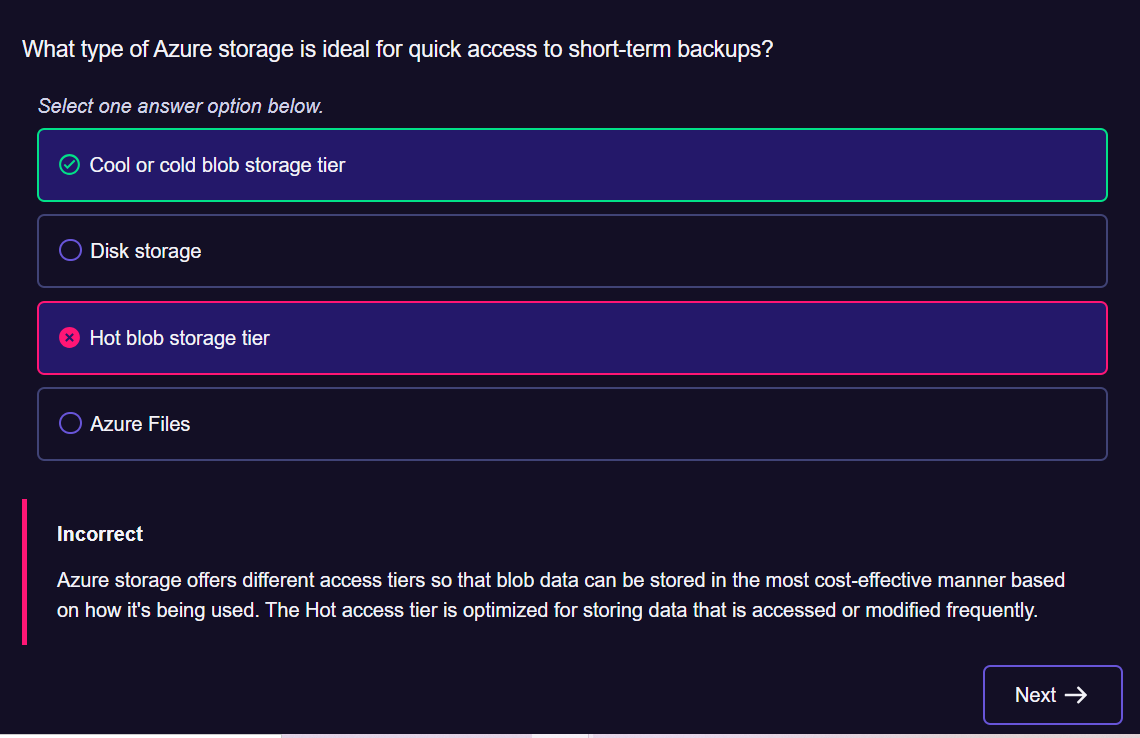 What type of Azure storage is ideal for quick access to short-term backups?
Select one answer option below.
Cool or cold blob storage tier
Disk storage
Hot blob storage tier
Azure Files
Incorrect
Azure storage offers different access tiers so that blob data can be stored in the most cost-effective manner based
on how it's being used. The Hot access tier is optimized for storing data that is accessed or modified frequently.
Next